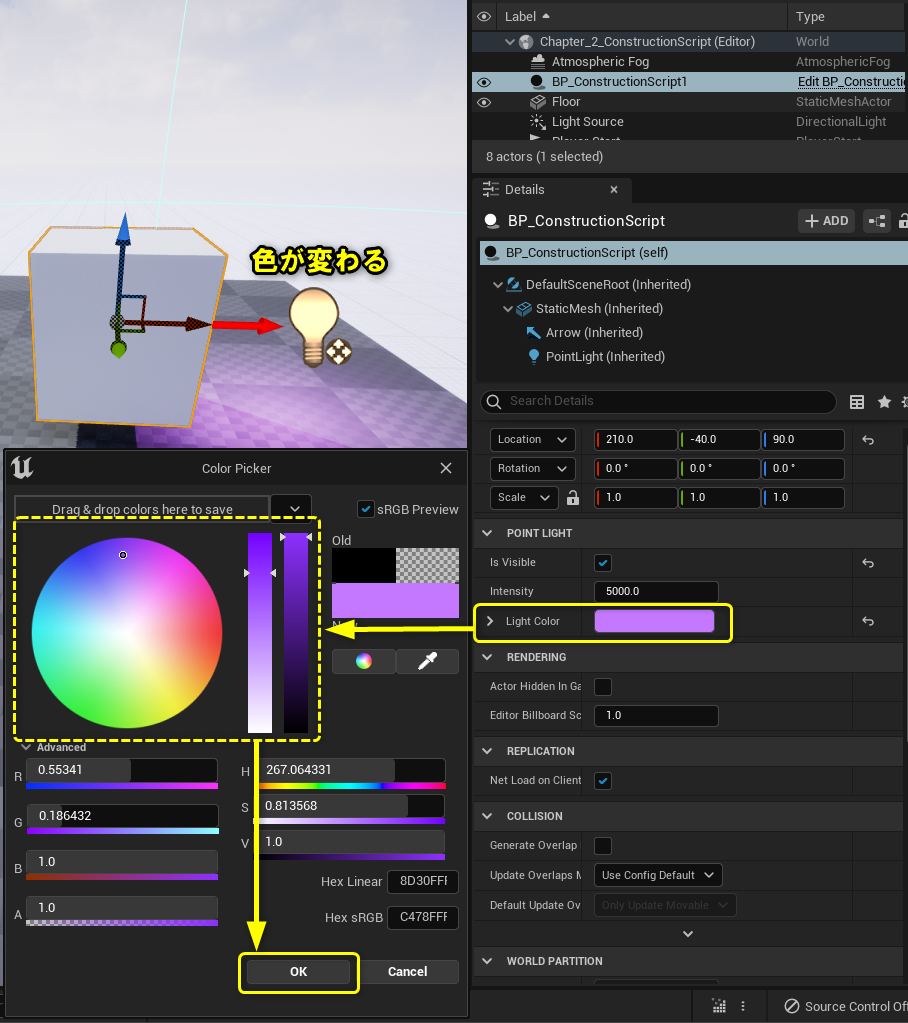 Label
Type
Chapter_2_ConstructionScript (Editor)
World
Atmospheric Fog
AtmosphericFog
BP_ConstructionScript1
Edit BP_Constructi
Floor
StaticMeshActor
Light Source
DirectionalLight
8 actors (1 selected)
Details
BP_ConstructionScript
ADD
BP_ConstructionScript (self)
DefaultSceneRoot (Inherited)
StaticMesh (Inherited)
Arrow (Inherited)
PointLight (Inherited)
Search Details
Location
210.0
-40.0
90.0
Rotation
0.0 °
0.0 °
0.0 °
Scale
1.0
1.0
1.0
POINT LIGHT
Is Visible
Intensity
5000.0
Light Color
RENDERING
Actor Hidden In Ga
Editor Billboard Sc
1.0
REPLICATION
Net Load on Client
COLLISION
Generate Overlap
Update Overlaps M
Use Config Default
Default Update Ov
Only Update Movable
WORLD PARTITION
Source Control Off
色が変わる
Color Picker
Drag & drop colors here to save
sRGB Preview
Old
Advanced
R
0.55341
G
0.186432
B
1.0
A
1.0
H
267.064331
S
0.813568
V
1.0
Hex Linear
8D30FFF
Hex sRGB
C478FFF
OK
Cancel